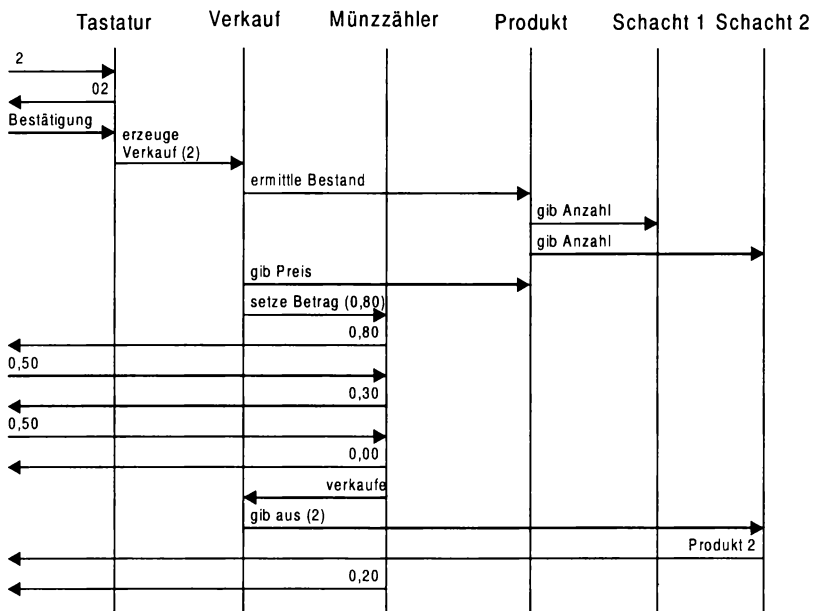 Tastatur Verkauf Münzzähler Produkt Schacht 1 Schacht 2
2
02
Bestätigung
erzeuge
Verkauf (2)
ermittle Bestand
gib Anzahl
gib Anzahl
gib Preis
setze Betrag (0,80)
0,80
0,50
0,30
0,50
0,00
verkaufe
gib aus (2)
Produkt 2
0,20